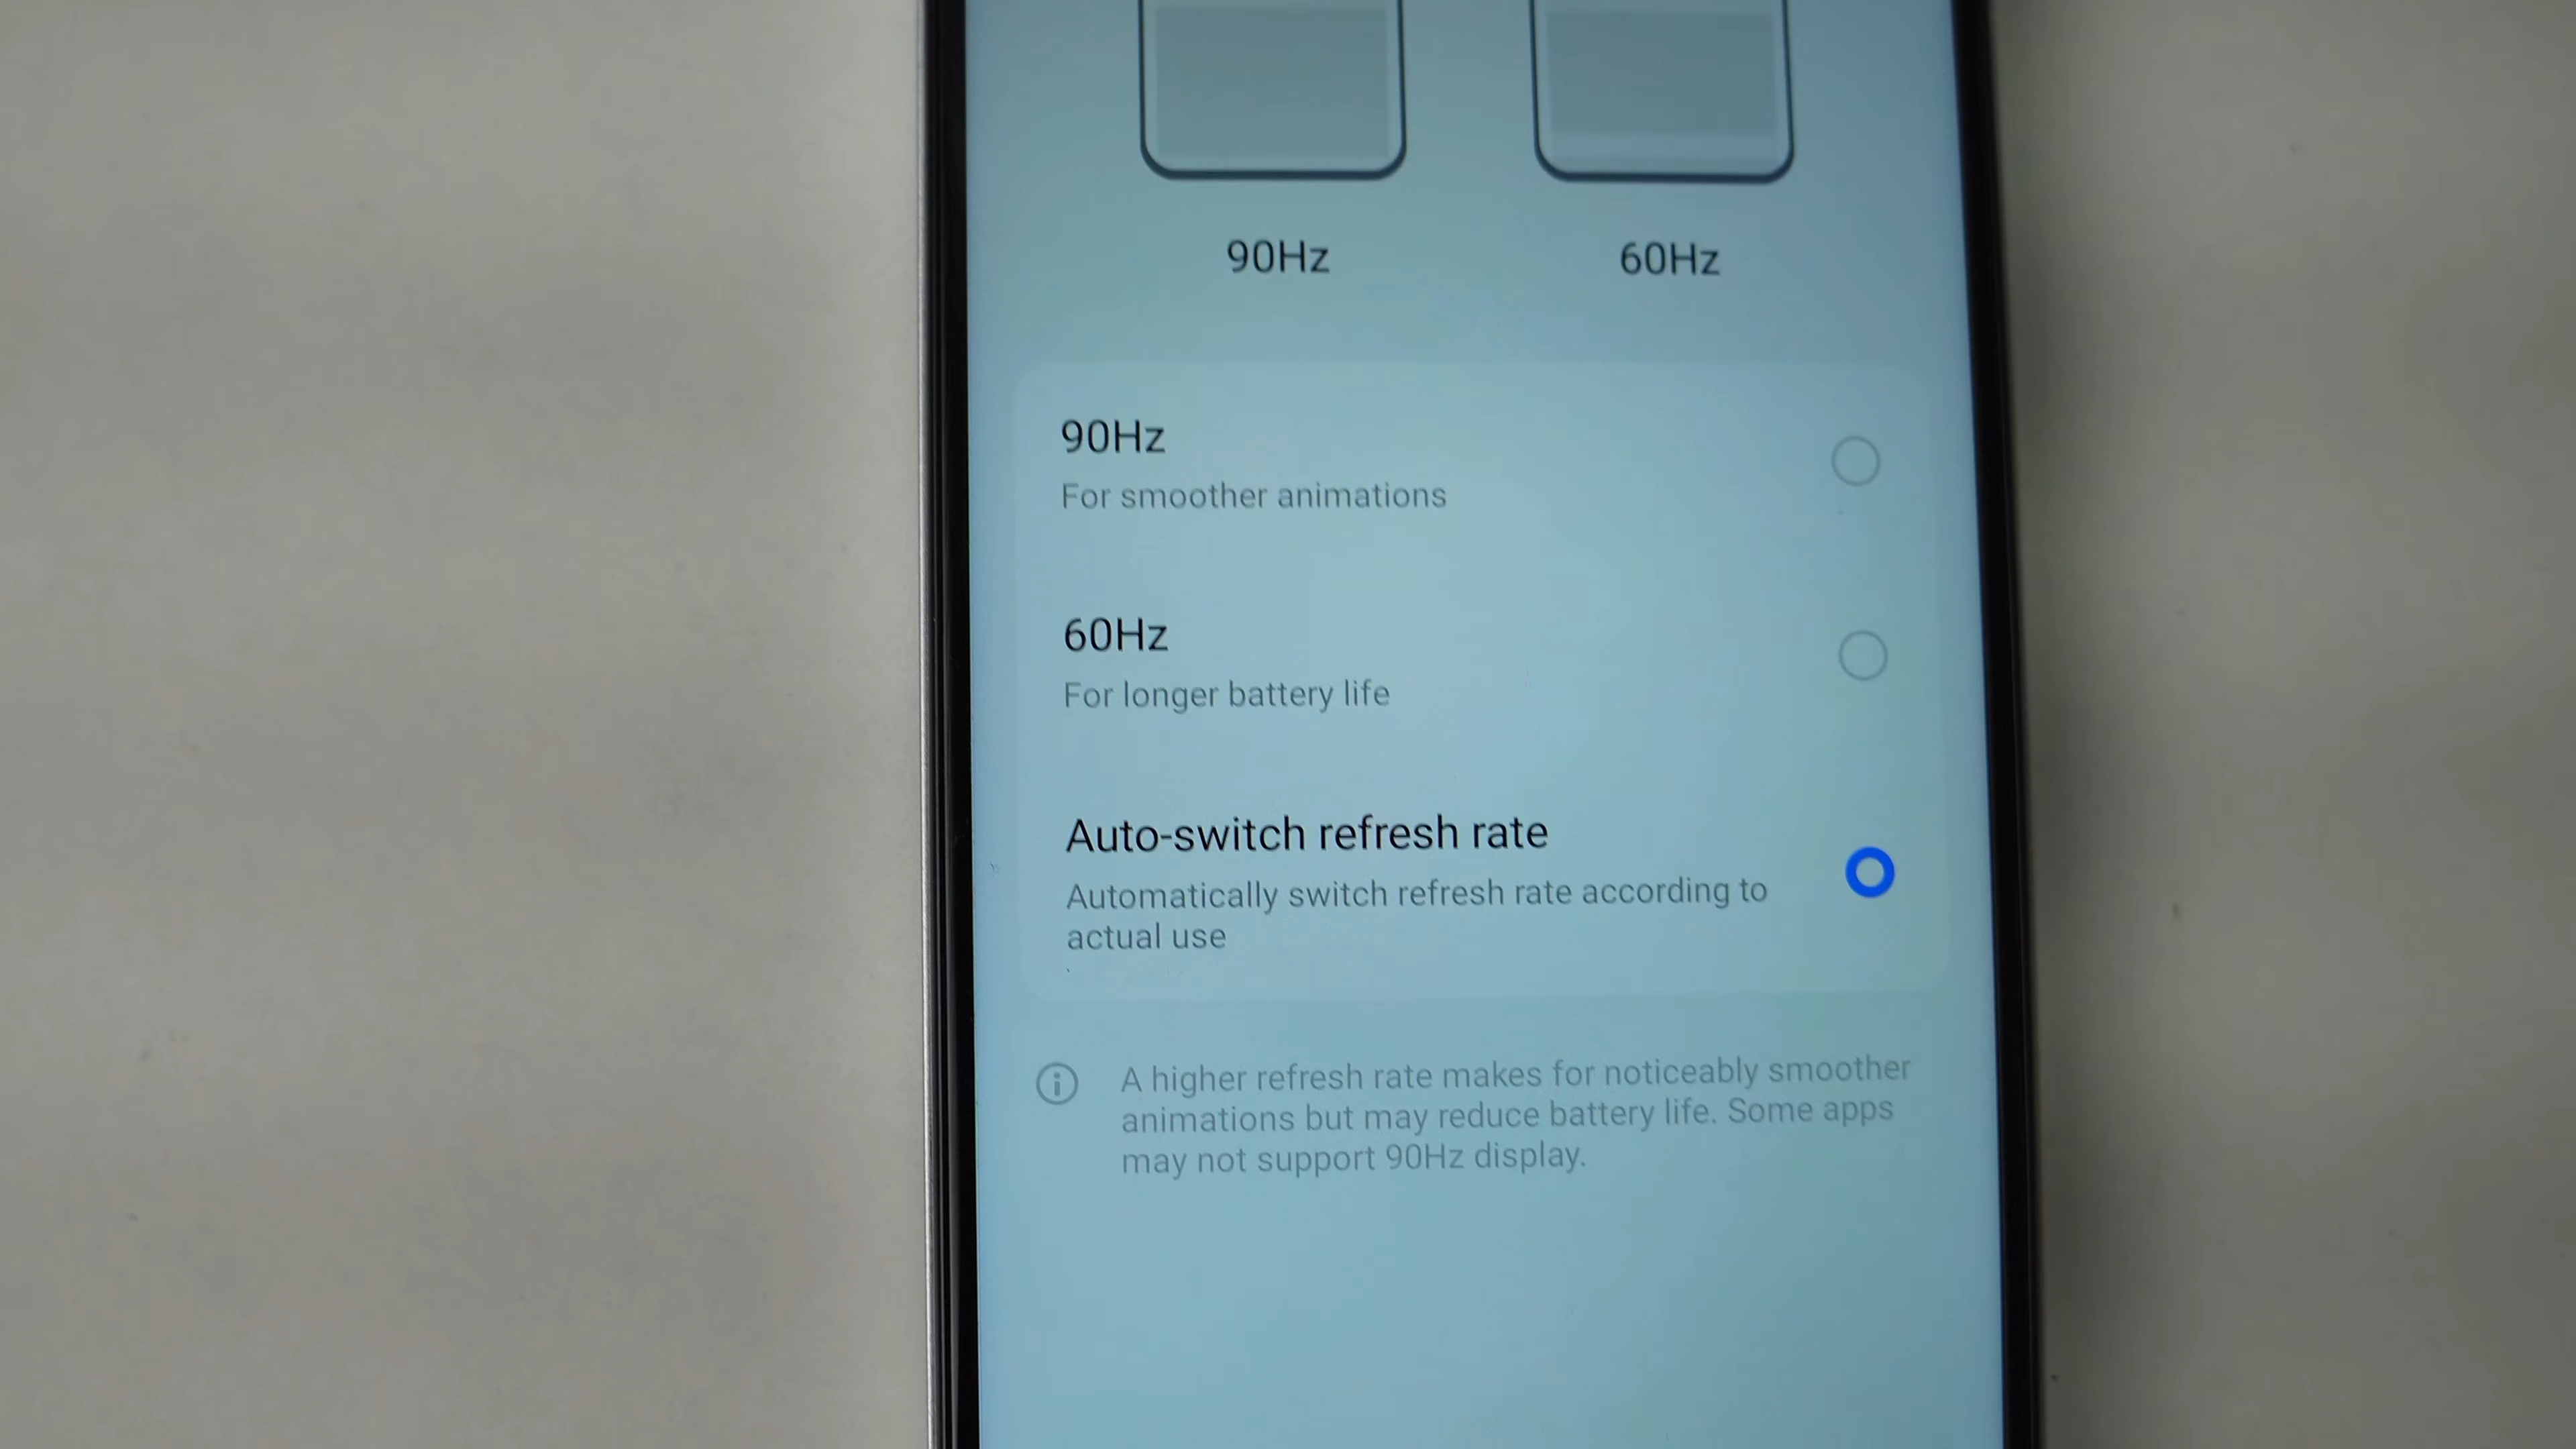 90Hz 60Hz
90Hz
For smoother animations
60Hz
For longer battery life
Auto-switch refresh rate
Automatically switch refresh rate according to
actual use
A higher refresh rate makes for noticeably smoother
animations but may reduce battery life. Some apps
may not support 90Hz display.